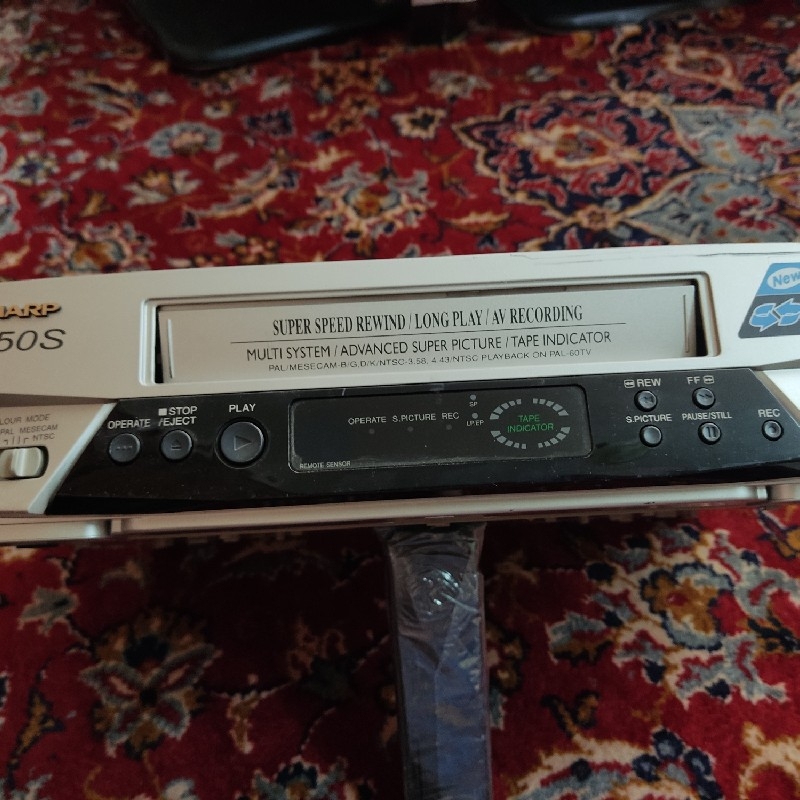 SHARP
50S
SUPER SPEED REWIND / LONG PLAY / AV RECORDING
MULTI SYSTEM / ADVANCED SUPER PICTURE / TAPE INDICATOR
PAL/MESECAM-B/G,D/K/NTSC-3.58, 4.43/NTSC PLAYBACK ON PAL-60TV
New
COLOUR MODE
PAL MESECAM
NTSC
OPERATE
■STOP
/EJECT
PLAY
OPERATE S.PICTURE REC
SP
LP/EP
TAPE
INDICATOR
REMOTE SENSOR
REW
FF
S.PICTURE
PAUSE/STILL
REC